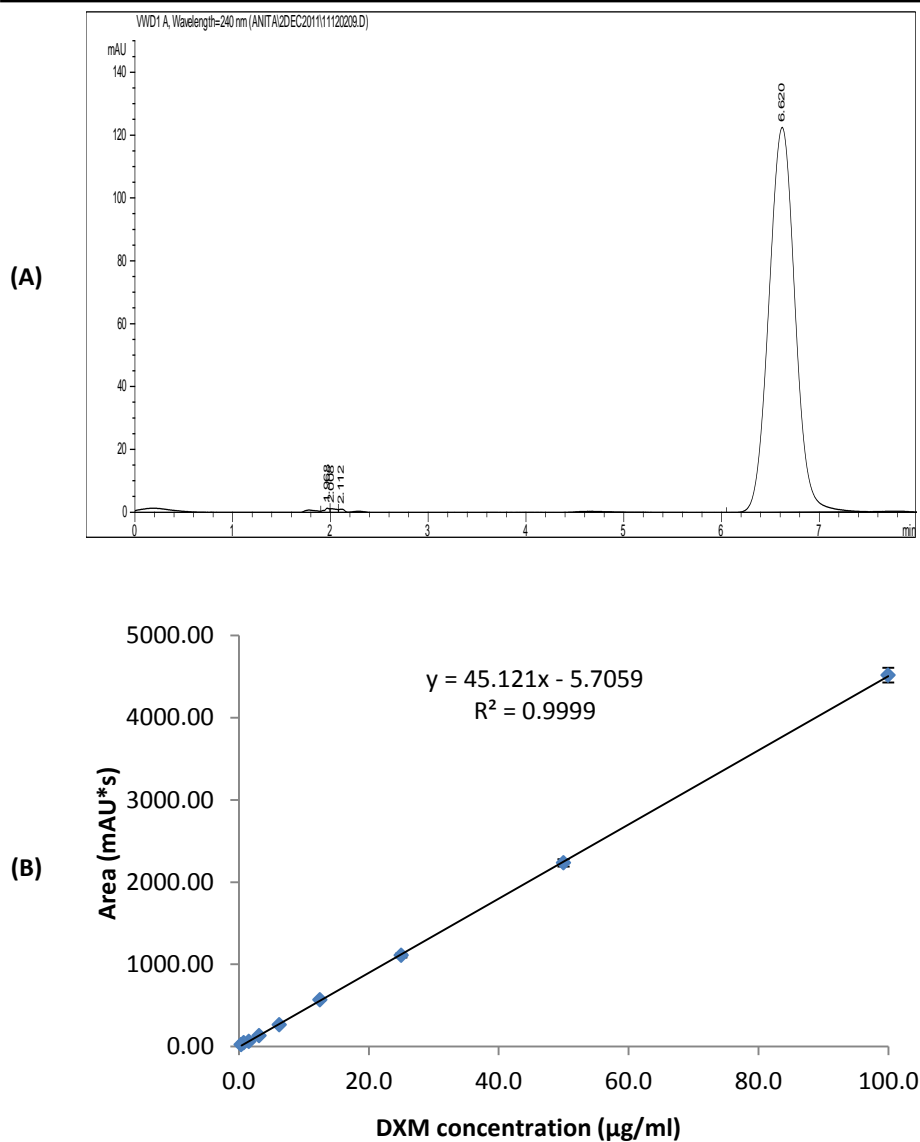 VWD1 A, Wavelength=240 nm (ANITA\2DEC2011\11120209.D)
mAU
140
120
100
80
60
40
20
0
6.620
1.968
2.112
0 1 2 3 4 5 6 7 min
(A)
5000.00
4000.00
3000.00
2000.00
1000.00
0.00
y = 45.121x - 5.7059
R² = 0.9999
Area (mAU*s)
(B)
0.0 20.0 40.0 60.0 80.0 100.0
DXM concentration (µg/ml)